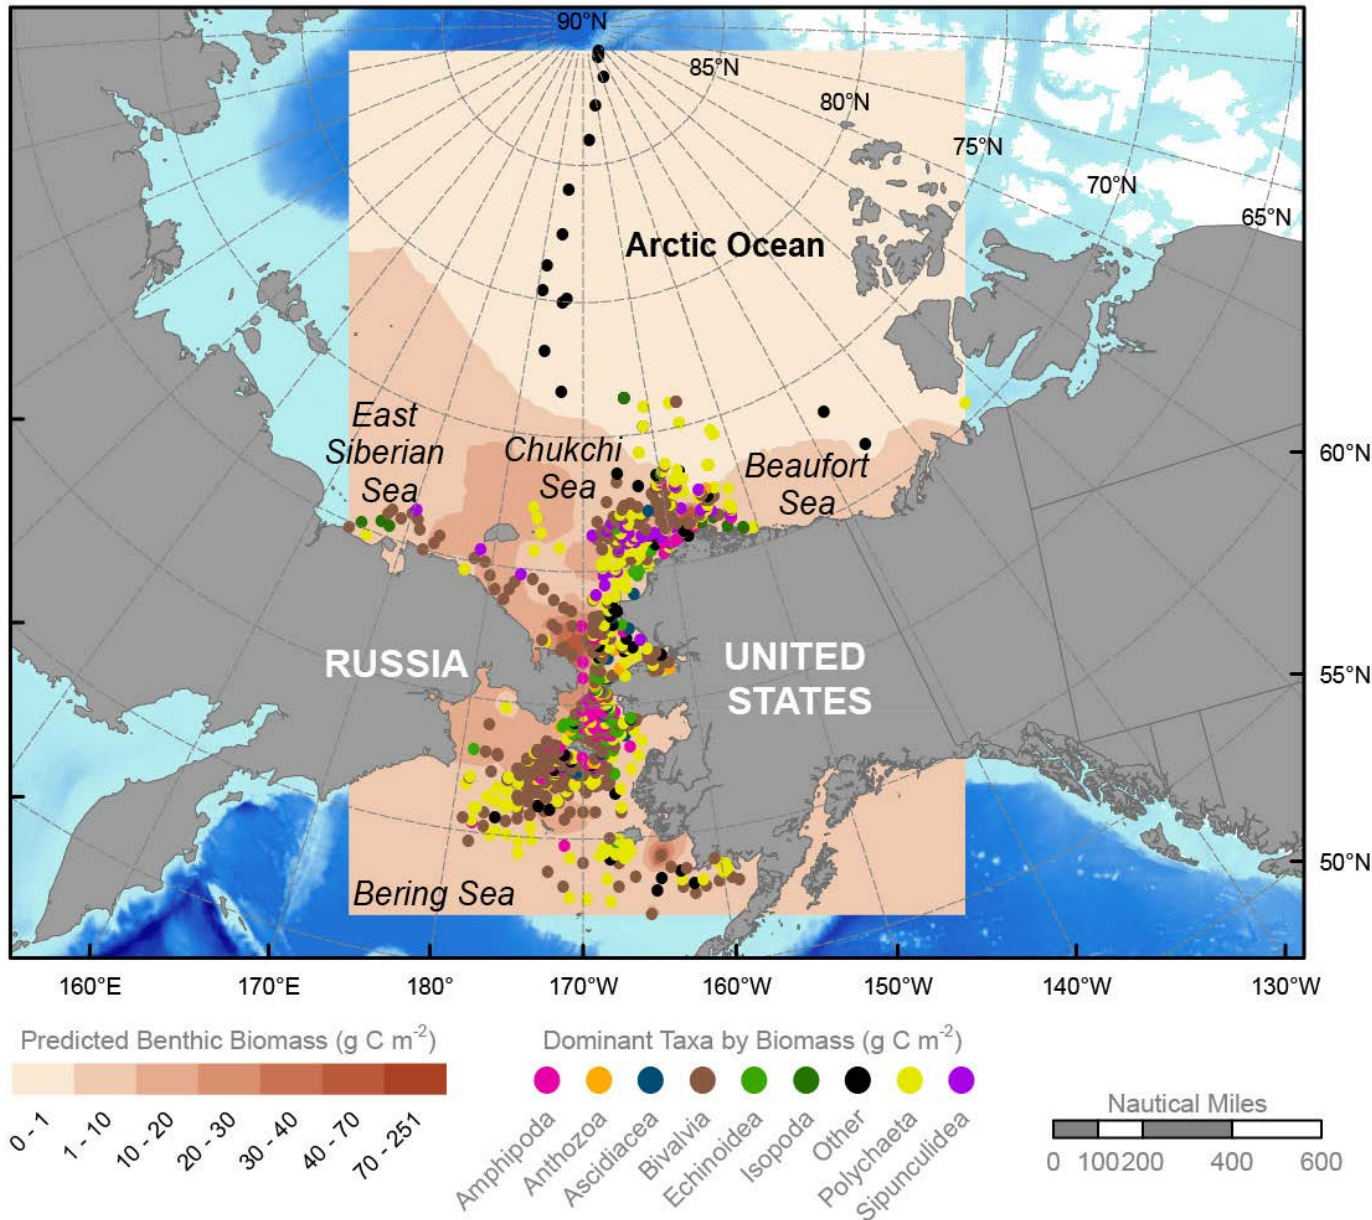 90°N
85°N
80°N
75°N
70°N
65°N
Arctic Ocean
East
Siberian
Sea
Chukchi
Sea
Beaufort
Sea
60°N
RUSSIA
UNITED
STATES
55°N
Bering Sea
50°N
160°E
170°E
180°
170°W
160°W
150°W
140°W
130°W
Predicted Benthic Biomass (g C m-2)
0 - 1
1 - 10
10 - 20
20 - 30
30 - 40
40 - 70
70 - 251
Dominant Taxa by Biomass (g C m-2)
Amphipoda
Anthozoa
Ascidiacea
Bivalvia
Echinoidea
Isopoda
Other
Polychaeta
Sipunculidea
Nautical Miles
0 100 200 400 600